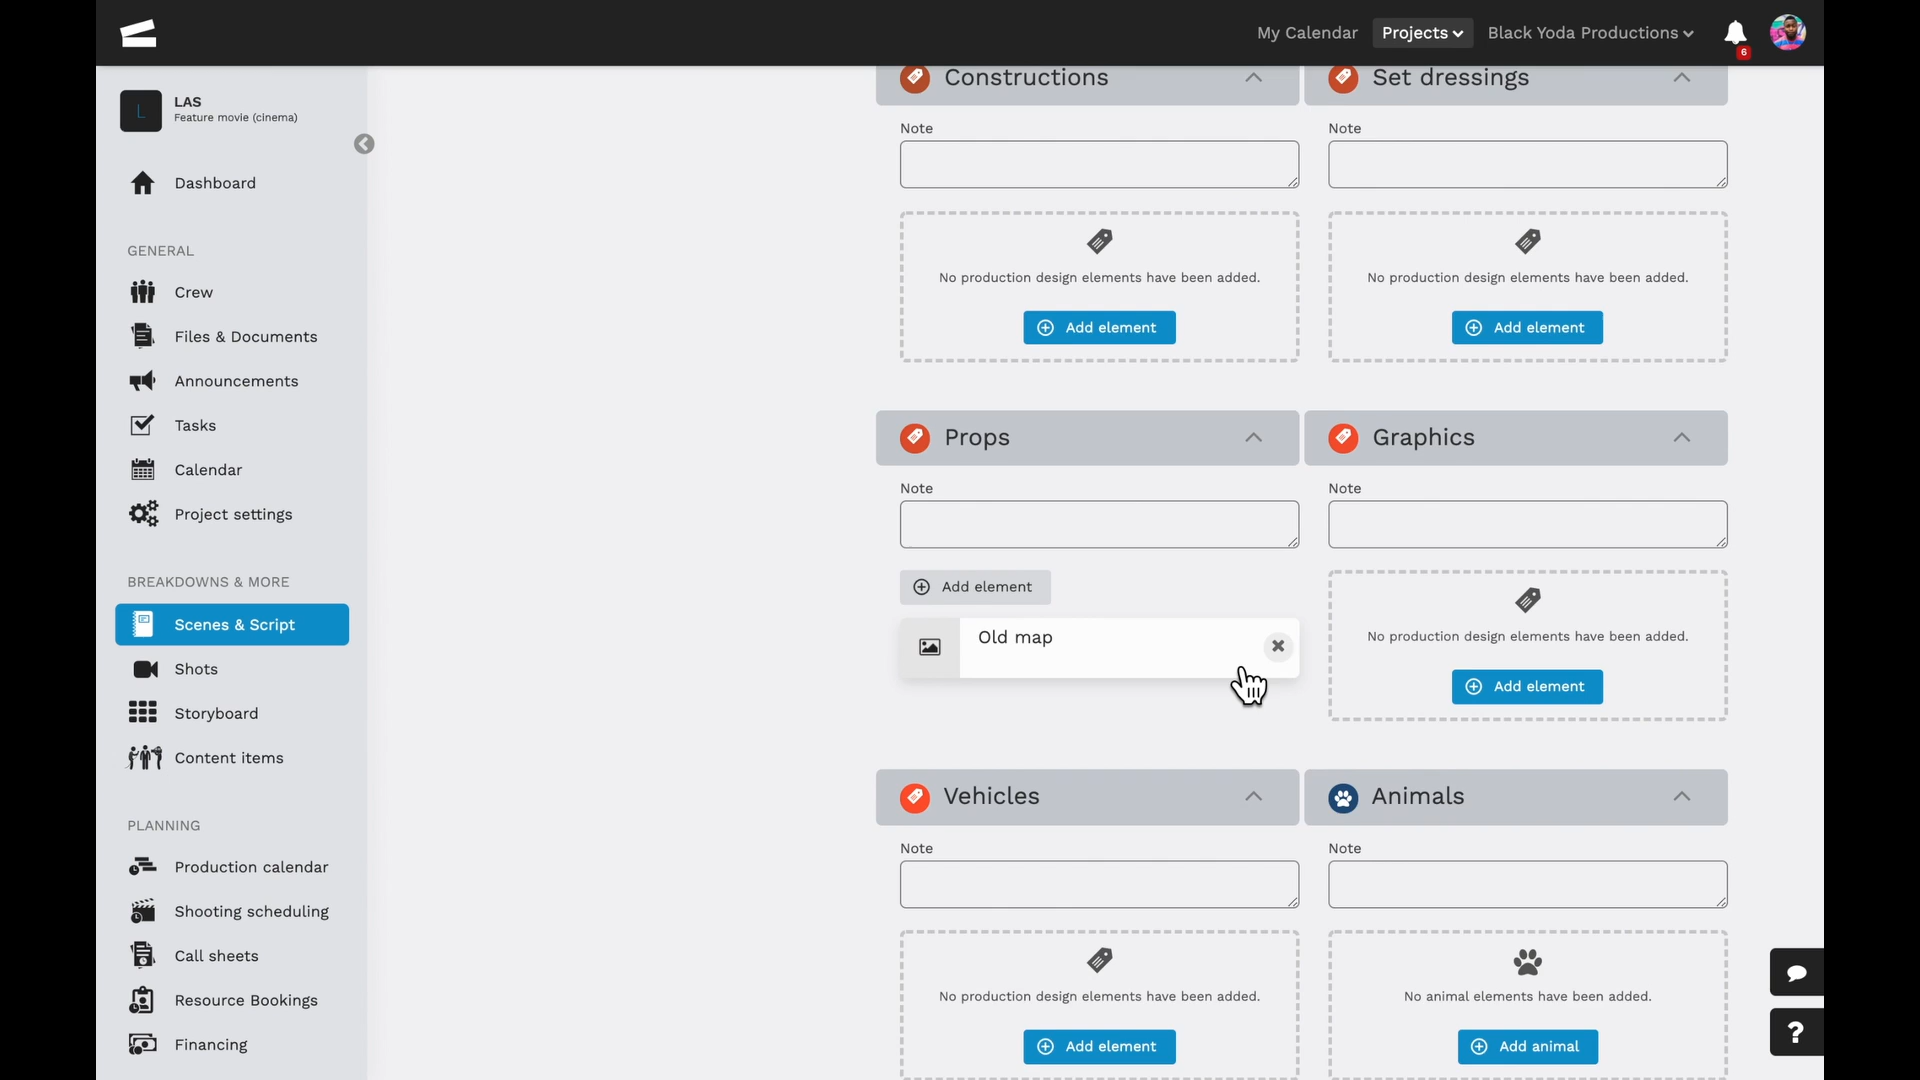 My Calendar
Projects
Black Yoda Productions
6
L
LAS
Feature movie (cinema)
Dashboard
GENERAL
Crew
Files & Documents
Announcements
Tasks
Calendar
Project settings
BREAKDOWNS & MORE
Scenes & Script
Shots
Storyboard
Content items
PLANNING
Production calendar
Shooting scheduling
Call sheets
Resource Bookings
Financing
Constructions
Note
No production design elements have been added.
Add element
Set dressings
Note
No production design elements have been added.
Add element
Props
Note
Add element
Old map
Graphics
Note
No production design elements have been added.
Add element
Vehicles
Note
No production design elements have been added.
Add element
Animals
Note
No animal elements have been added.
Add animal
?